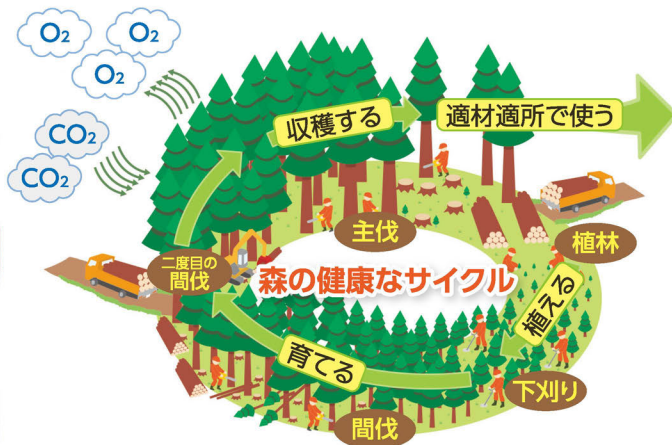 O₂
O₂
O₂
CO₂
CO₂
収穫する
適材適所で使う
主伐
植林
二度目の
間伐
森の健康なサイクル
植える
育てる
下刈り
間伐